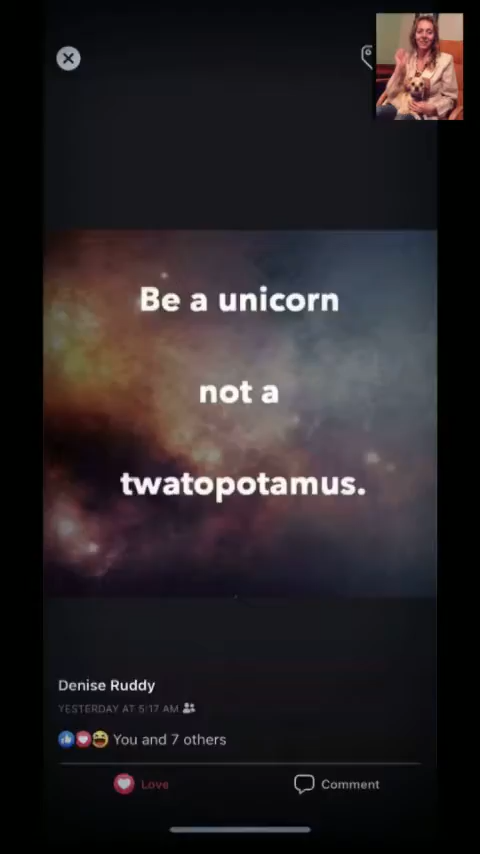 Be a unicorn
not a
twatopotamus.
Denise Ruddy
YESTERDAY AT 5:17 AM
You and 7 others
Love
Comment